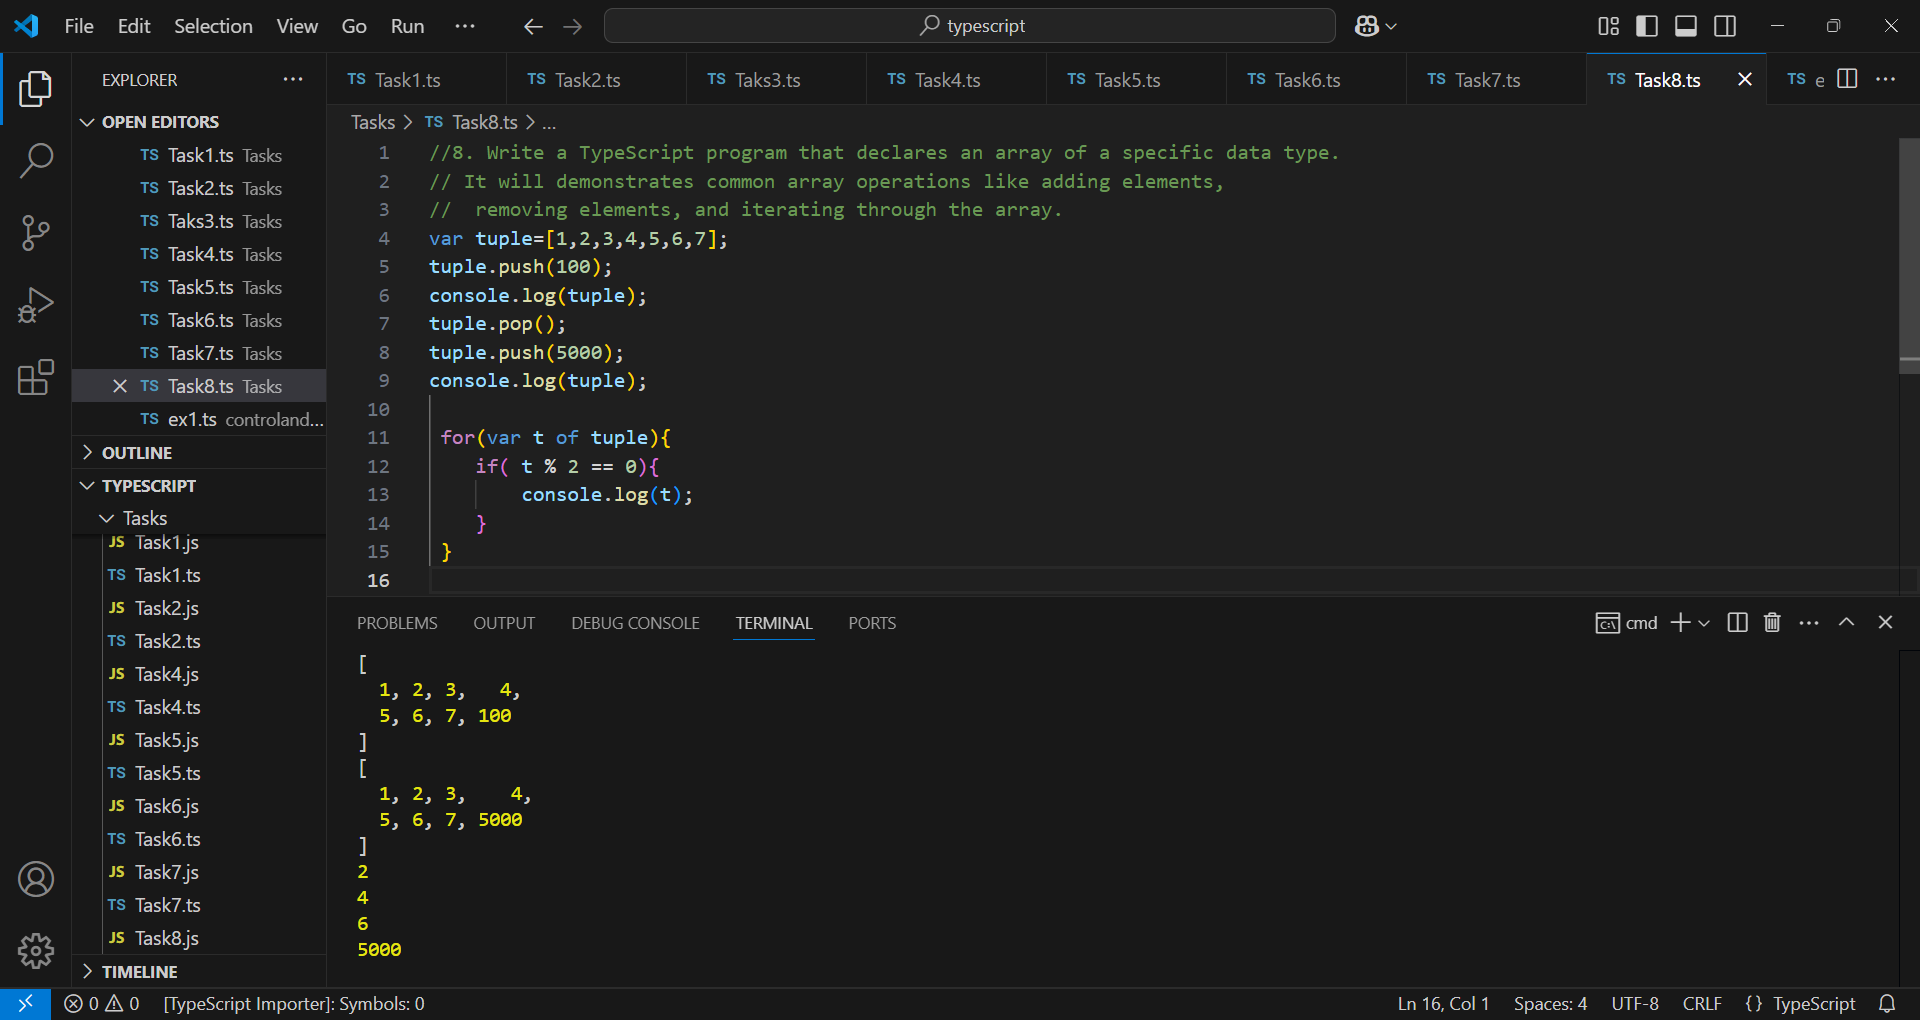 File Edit Selection View Go Run ... typescript
EXPLORER ...
OPEN EDITORS
TS Task1.ts Tasks
TS Task2.ts Tasks
TS Taks3.ts Tasks
TS Task4.ts Tasks
TS Task5.ts Tasks
TS Task6.ts Tasks
TS Task7.ts Tasks
TS Task8.ts Tasks
TS ex1.ts controland...
OUTLINE
TYPESCRIPT
Tasks
JS Task1.js
TS Task1.ts
JS Task2.js
TS Task2.ts
JS Task4.js
TS Task4.ts
JS Task5.js
TS Task5.ts
JS Task6.js
TS Task6.ts
JS Task7.js
TS Task7.ts
JS Task8.js
TIMELINE
TS Task1.ts TS Task2.ts TS Taks3.ts TS Task4.ts TS Task5.ts TS Task6.ts TS Task7.ts TS Task8.ts TS e ...
Tasks > TS Task8.ts > ...
1 //8. Write a TypeScript program that declares an array of a specific data type.
2 // It will demonstrates common array operations like adding elements,
3 //  removing elements, and iterating through the array.
4 var tuple=[1,2,3,4,5,6,7];
5 tuple.push(100);
6 console.log(tuple);
7 tuple.pop();
8 tuple.push(5000);
9 console.log(tuple);
10
11 for(var t of tuple){
12 if( t % 2 == 0){
13 console.log(t);
14 }
15 }
16
PROBLEMS OUTPUT DEBUG CONSOLE TERMINAL PORTS cmd ...
[
1, 2, 3,   4,
5, 6, 7, 100
]
[
1, 2, 3,    4,
5, 6, 7, 5000
]
2
4
6
5000
0 0 [TypeScript Importer]: Symbols: 0 Ln 16, Col 1 Spaces: 4 UTF-8 CRLF {} TypeScript